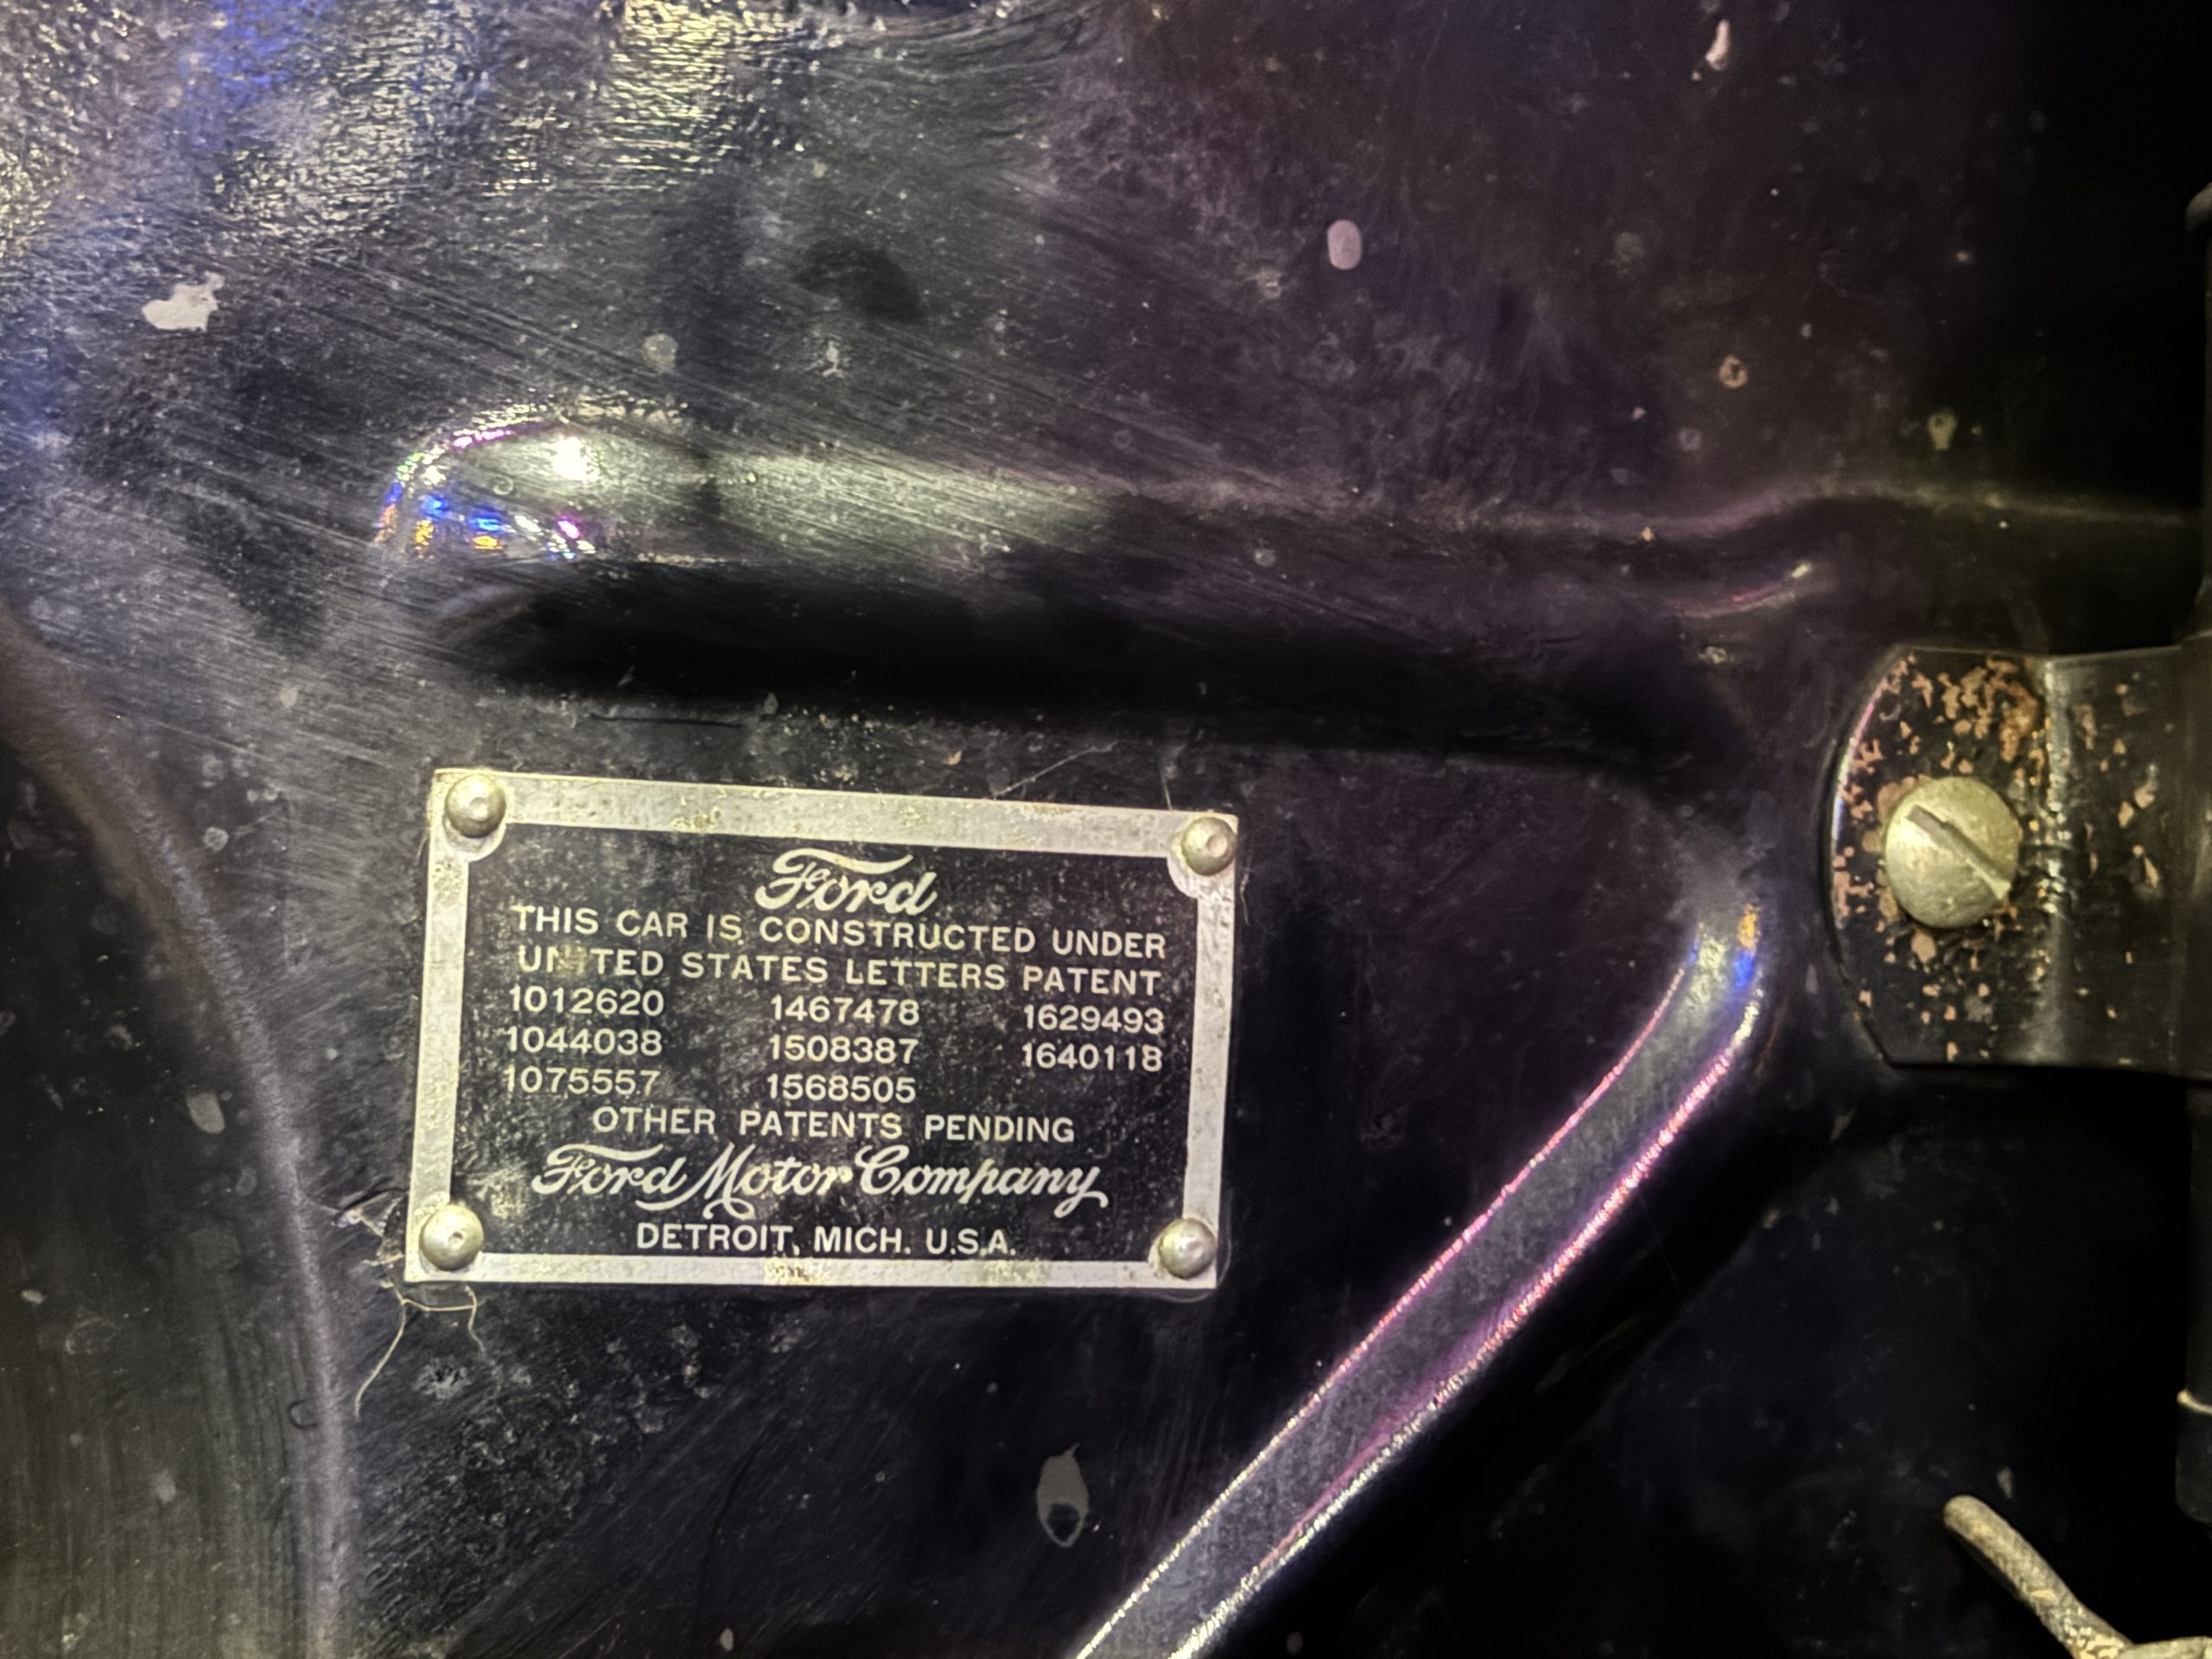 Ford
THIS CAR IS CONSTRUCTED UNDER
UNITED STATES LETTERS PATENT
1012620 1467478 1629493
1044038 1508387 1640118
1075557 1568505
OTHER PATENTS PENDING
Ford Motor Company
DETROIT, MICH. U.S.A.